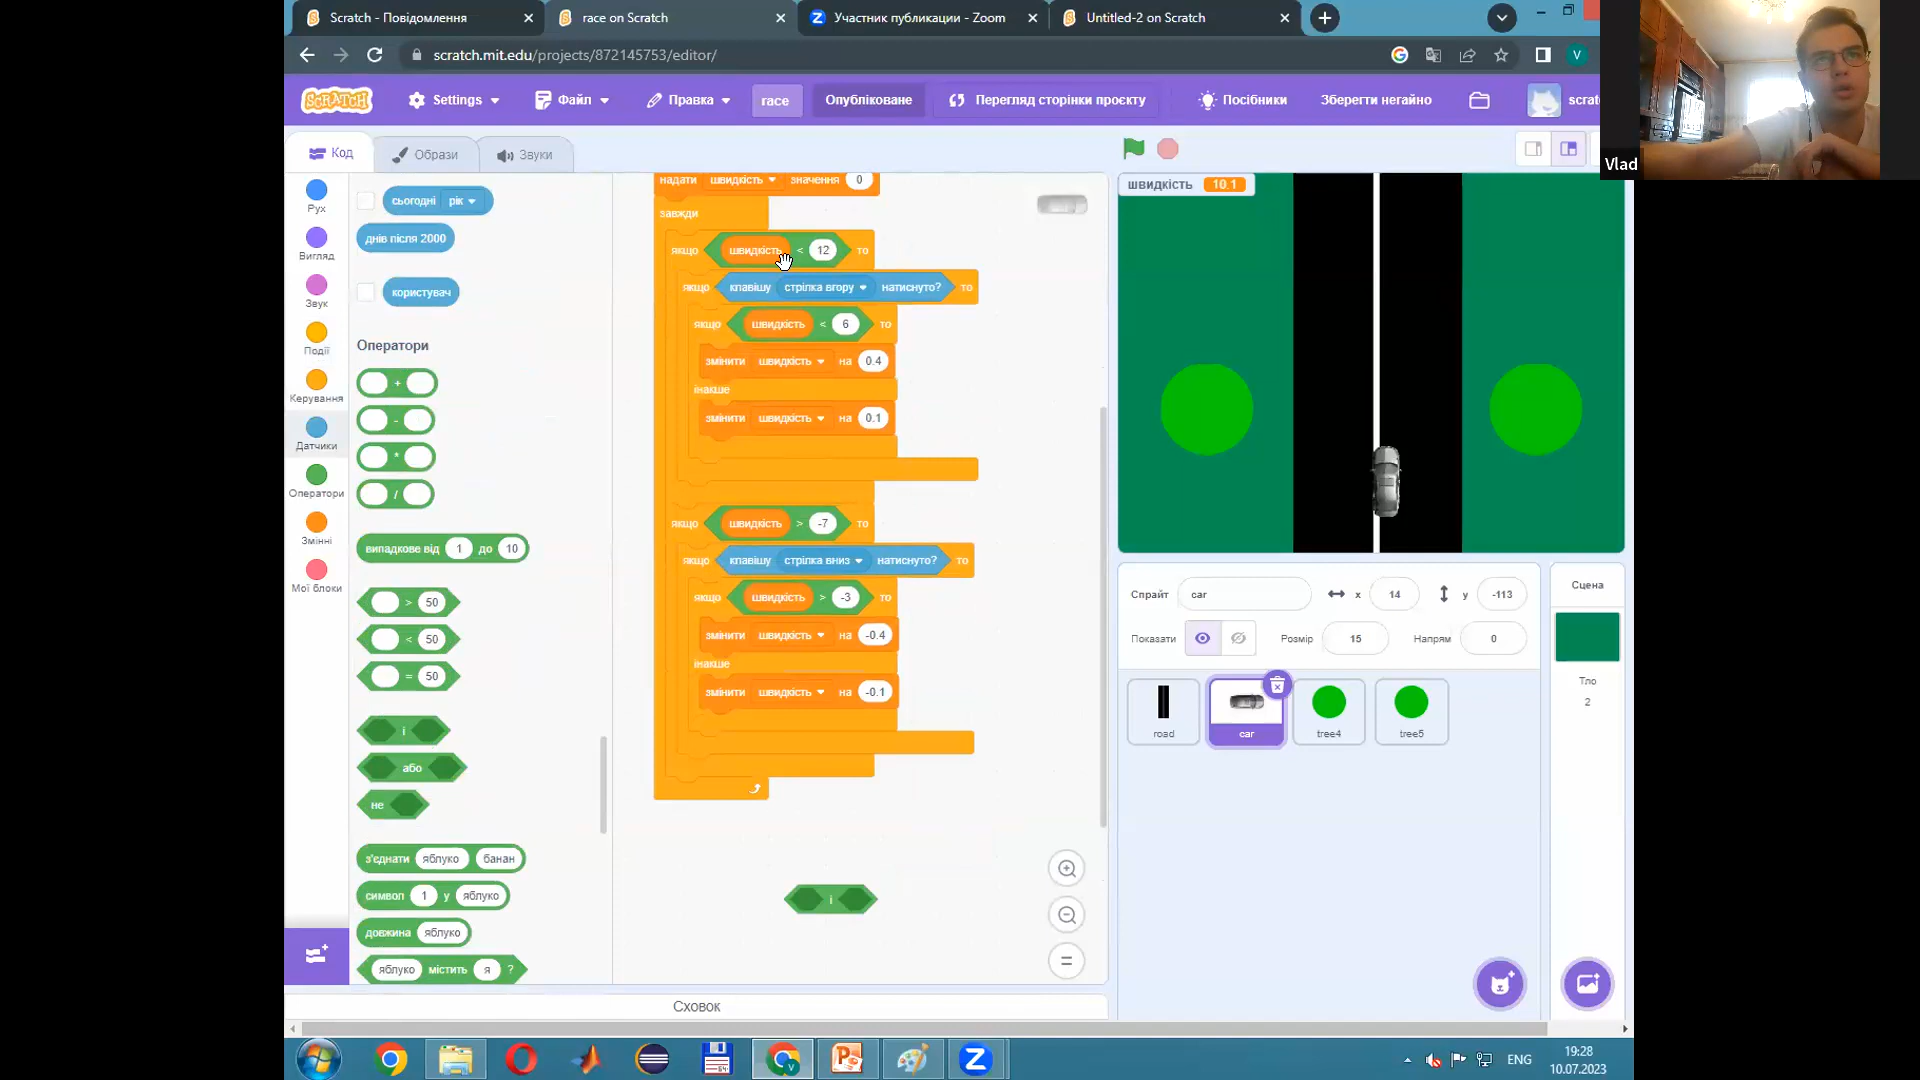 Scratch - Повідомлення
race on Scratch
Участник публикации - Zoom
Untitled-2 on Scratch
scratch.mit.edu/projects/872145753/editor/
V
Vlad
SCRATCH
Settings
Файл
Правка
race
Опубліковане
Перегляд сторінки проєкту
Посібники
Зберегти негайно
scrat
Код
Образи
Звуки
Рух
Вигляд
Звук
Події
Керування
Датчики
Оператори
Змінні
Мої блоки
сьогодні рік
днів після 2000
користувач
Оператори
+
-
*
/
випадкове від 1 до 10
> 50
< 50
= 50
і
або
не
з'єднати яблуко банан
символ 1 у яблуко
довжина яблуко
яблуко містить я ?
надати швидкість значення 0
завжди
якщо швидкість < 12 то
якщо клавішу стрілка вгору натиснуто? то
якщо швидкість < 6 то
змінити швидкість на 0.4
інакше
змінити швидкість на 0.1
якщо швидкість > -7 то
якщо клавішу стрілка вниз натиснуто? то
якщо швидкість > -3 то
змінити швидкість на -0.4
інакше
змінити швидкість на -0.1
і
=
Сховок
швидкість 10.1
Спрайт car x 14 y -113
Показати Розмір 15 Напрям 0
road
car
tree4
tree5
Сцена
Тло
2
64
V
ENG
19:28
10.07.2023